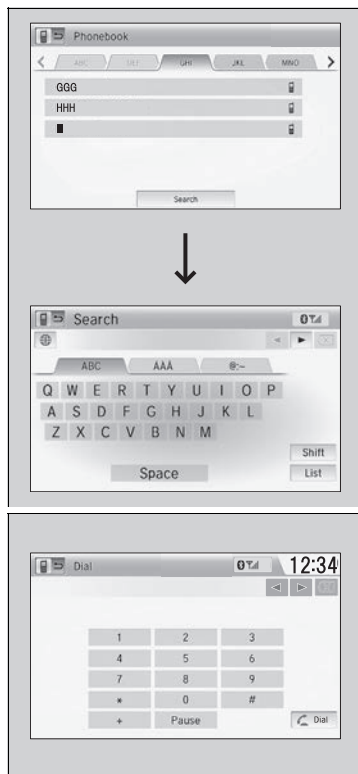 Phonebook
ABC DEF GHI JKL MNO
GGG
HHH
Search
Search
ABC ÀÁÂ @:~
Q W E R T Y U I O P
A S D F G H J K L
Z X C V B N M
Shift
Space List
Dial 12:34
1 2 3
4 5 6
7 8 9
* 0 #
+ Pause Dial